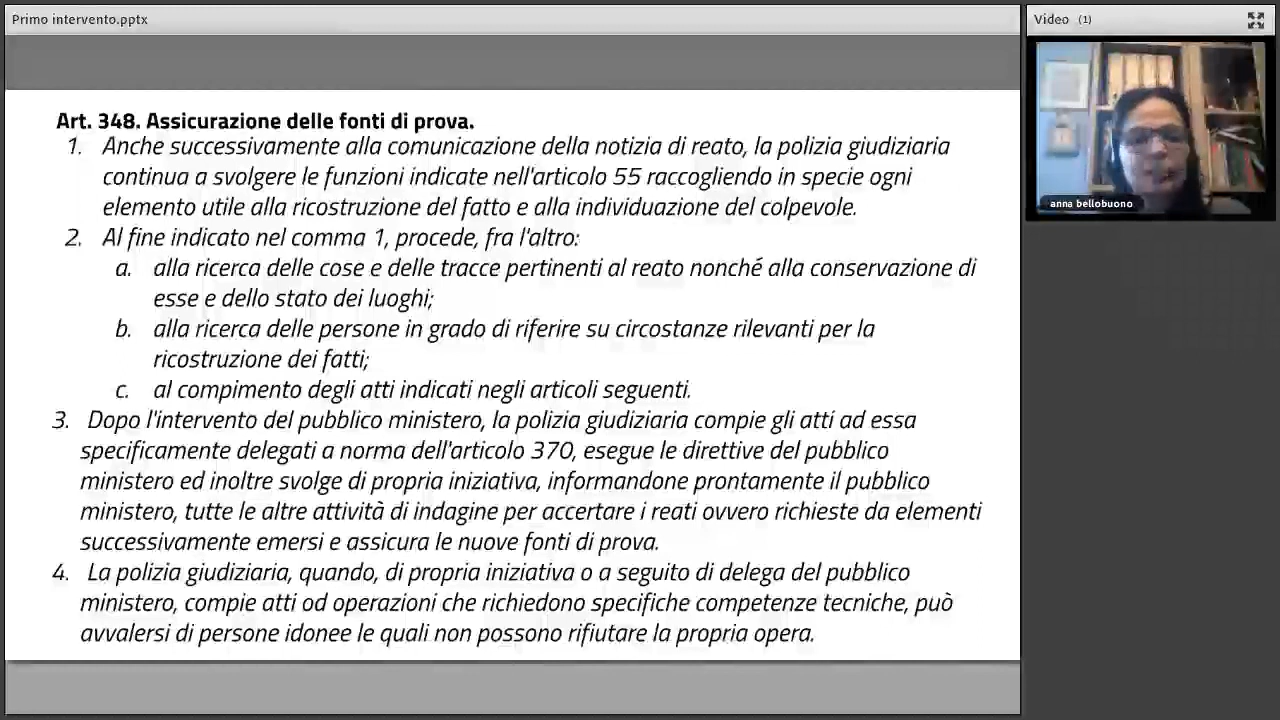 Primo intervento.pptx
Video (1)
anna bellobuono
Art. 348. Assicurazione delle fonti di prova.
1. Anche successivamente alla comunicazione della notizia di reato, la polizia giudiziaria
continua a svolgere le funzioni indicate nell'articolo 55 raccogliendo in specie ogni
elemento utile alla ricostruzione del fatto e alla individuazione del colpevole.
2. Al fine indicato nel comma 1, procede, fra l'altro:
a. alla ricerca delle cose e delle tracce pertinenti al reato nonché alla conservazione di
esse e dello stato dei luoghi;
b. alla ricerca delle persone in grado di riferire su circostanze rilevanti per la
ricostruzione dei fatti;
c. al compimento degli atti indicati negli articoli seguenti.
3. Dopo l'intervento del pubblico ministero, la polizia giudiziaria compie gli atti ad essa
specificamente delegati a norma dell'articolo 370, esegue le direttive del pubblico
ministero ed inoltre svolge di propria iniziativa, informandone prontamente il pubblico
ministero, tutte le altre attività di indagine per accertare i reati ovvero richieste da elementi
successivamente emersi e assicura le nuove fonti di prova.
4. La polizia giudiziaria, quando, di propria iniziativa o a seguito di delega del pubblico
ministero, compie atti od operazioni che richiedono specifiche competenze tecniche, può
avvalersi di persone idonee le quali non possono rifiutare la propria opera.